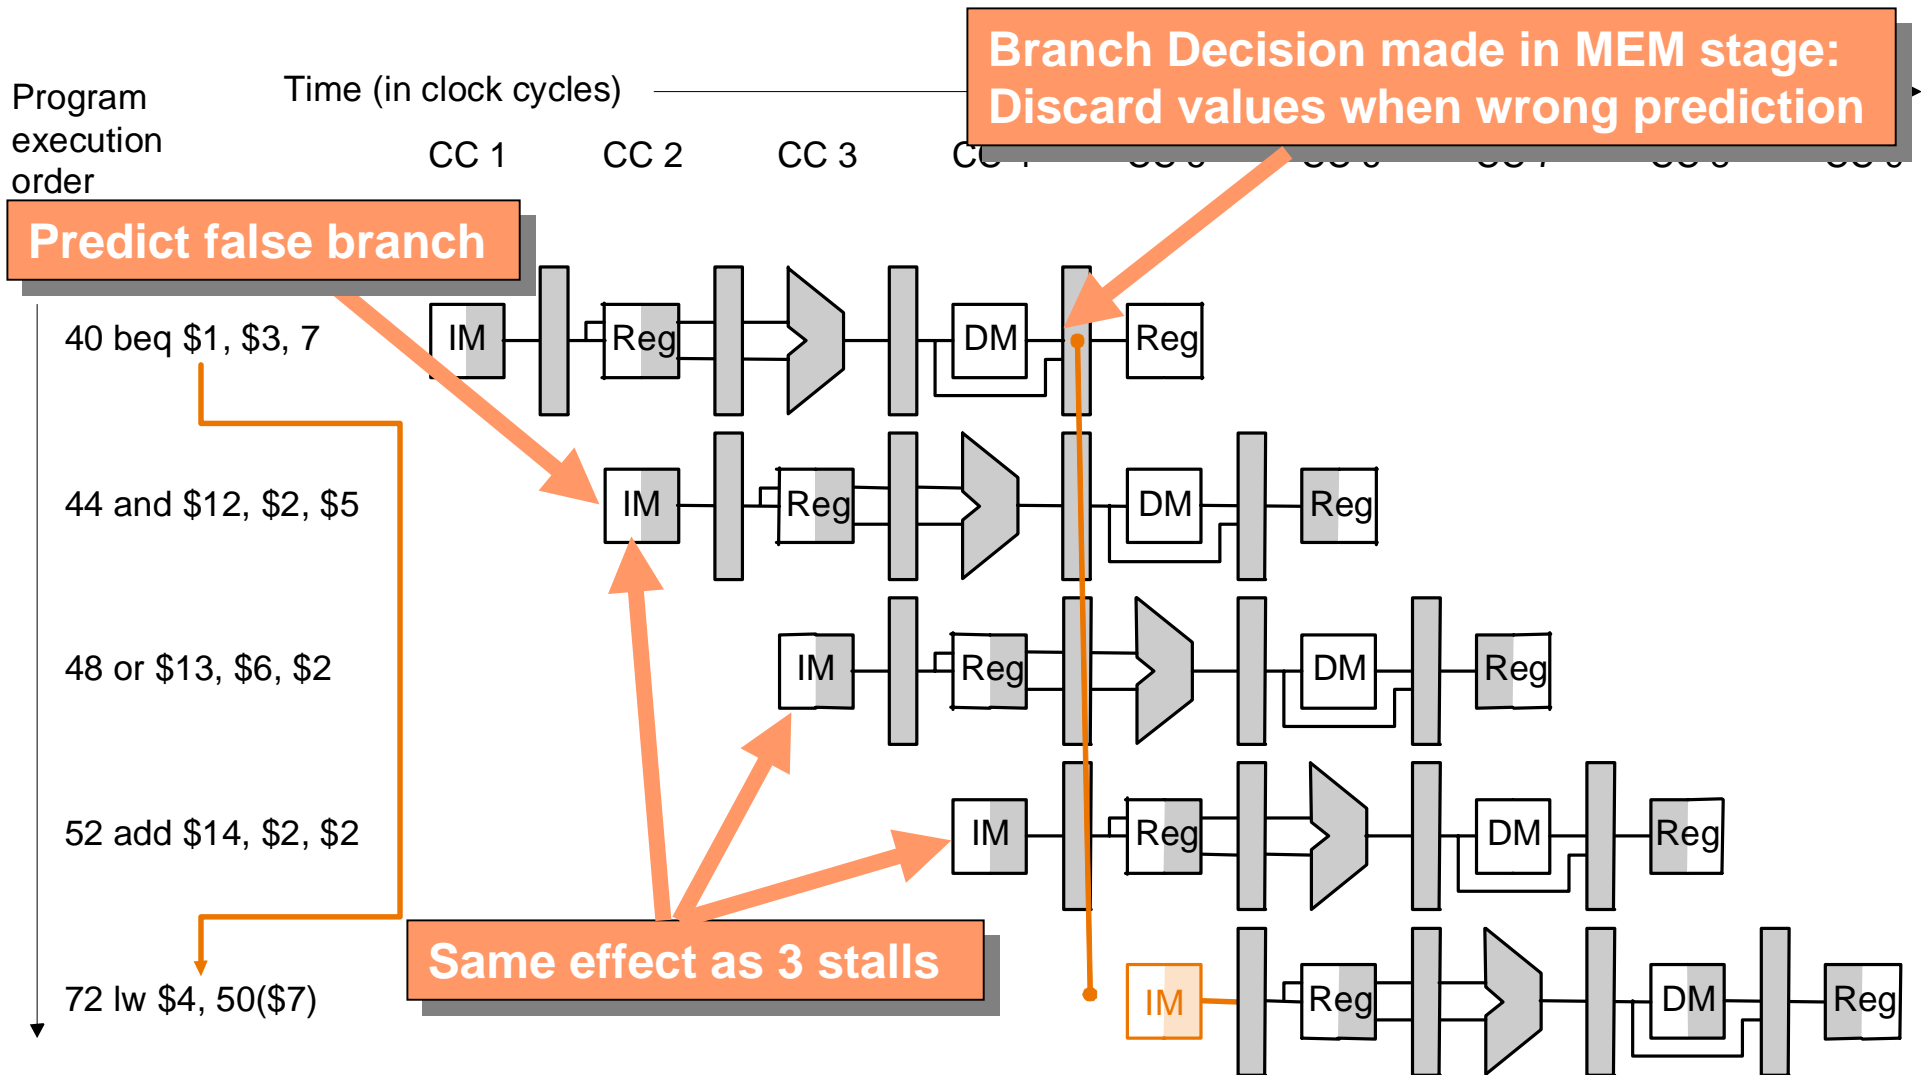 Branch Decision made in MEM stage:
Discard values when wrong prediction
Program
execution
order
Time (in clock cycles)
CC 1 CC 2 CC 3
Predict false branch
40 beq $1, $3, 7
IM Reg DM Reg
44 and $12, $2, $5
IM Reg DM Reg
48 or $13, $6, $2
IM Reg DM Reg
52 add $14, $2, $2
IM Reg DM Reg
Same effect as 3 stalls
72 lw $4, 50($7)
IM Reg DM Reg